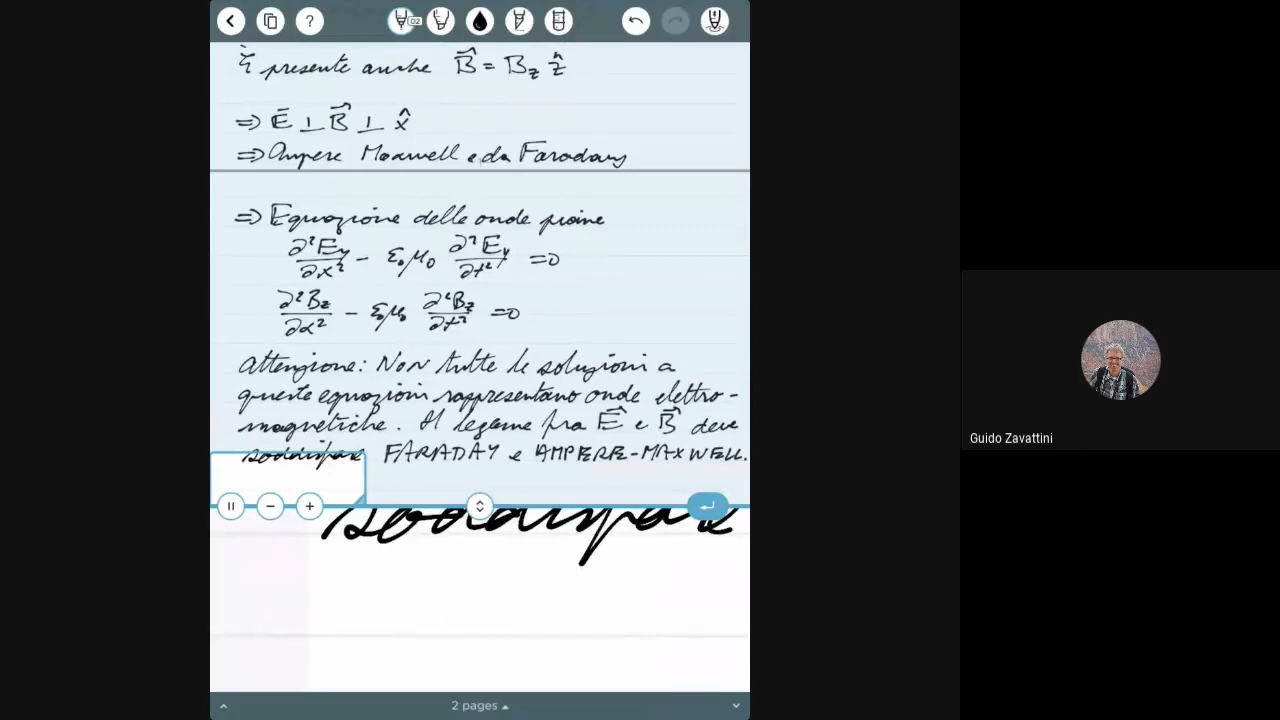 02
È presente anche B⃗ = B_z ẑ
⇒ E⃗ ⊥ B⃗ ⊥ x̂
⇒ Ampere Maxwell e da Faraday
⇒ Equazione delle onde piane
∂²E_y/∂x² - ε₀μ₀ ∂²E_y/∂t² = 0
∂²B_z/∂x² - ε₀μ₀ ∂²B_z/∂t² = 0
Attenzione: Non tutte le soluzioni a
queste equazioni rappresentano onde elettro-
magnetiche. Il legame fra E⃗ e B⃗ deve
soddisfare FARADAY e AMPERE-MAXWELL.
soddisfare
2 pages
Guido Zavattini